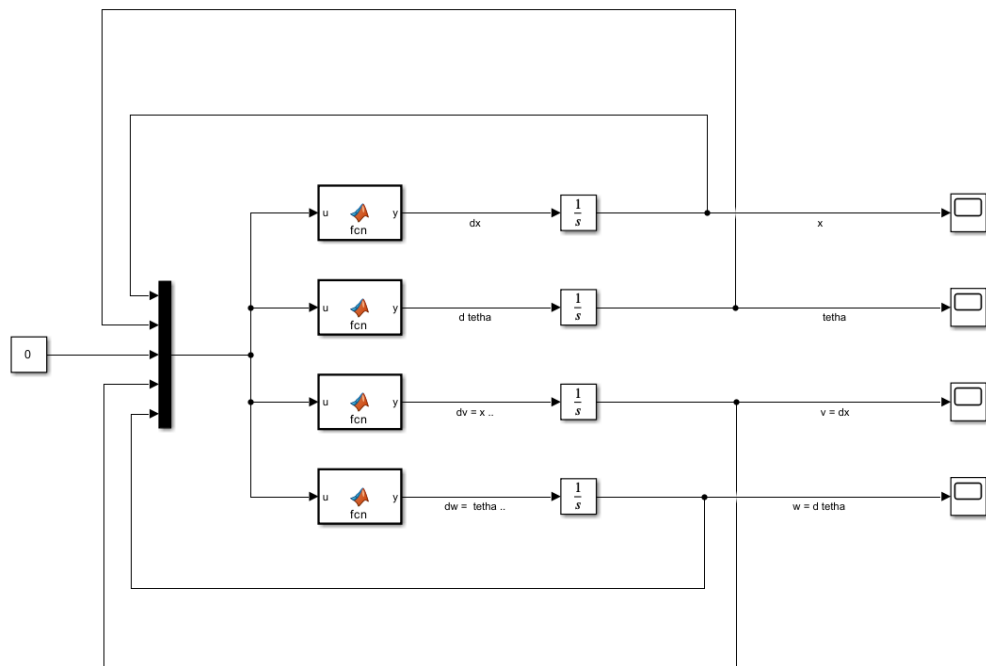 u fcn y
dx
1
s
x
u fcn y
d tetha
1
s
tetha
0
u fcn y
dv = x ..
1
s
v = dx
u fcn y
dw = tetha ..
1
s
w = d tetha